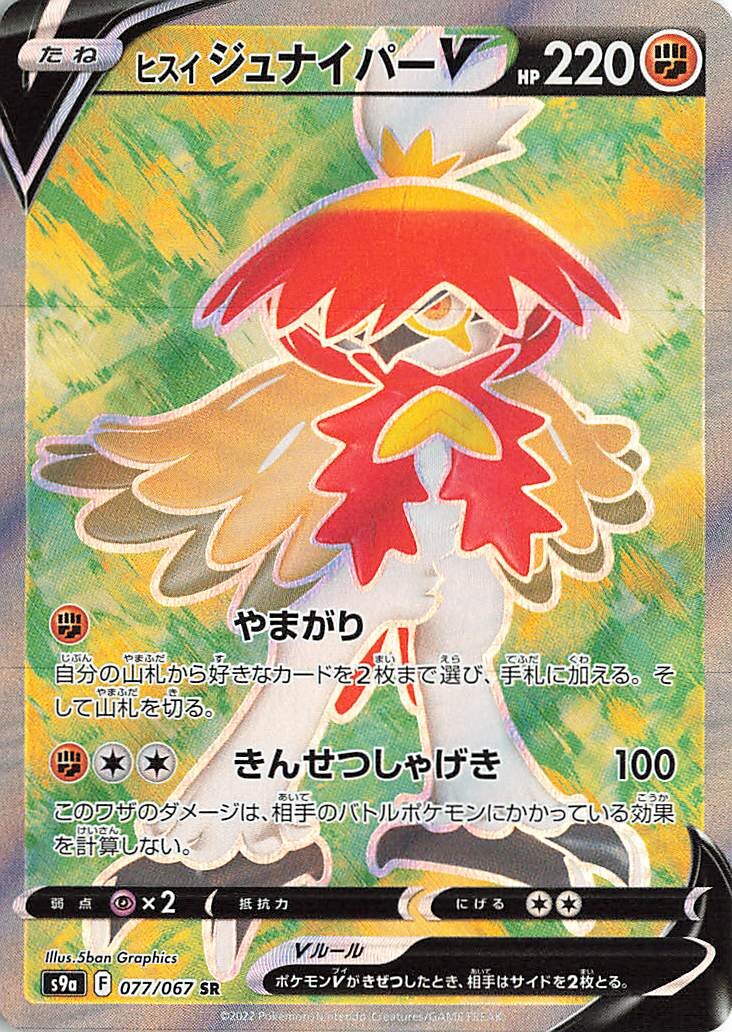 たね
ヒスイ ジュナイパーV HP 220
やまがり
自分の山札から好きなカードを2枚まで選び、手札に加える。そ
して山札を切る。
きんせつしゃげき 100
このワザのダメージは、相手のバトルポケモンにかかっている効果
を計算しない。
弱点 ×2 抵抗力 にげる
Illus.5ban Graphics
Vルール
s9a F 077/067 SR
ポケモンVがきぜつしたとき、相手はサイドを2枚とる。
©2022 Pokémon/Nintendo/Creatures/GAME FREAK